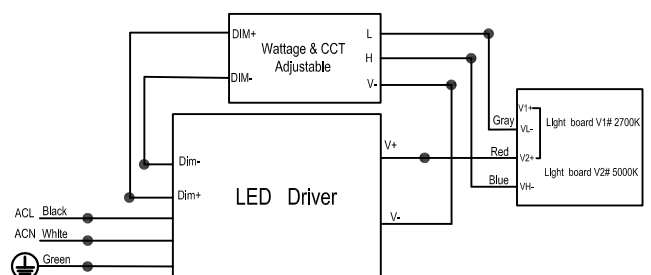 DIM+
Wattage & CCT
Adjustable
L
H
DIM-
V-
V1+
Light board V1# 2700K
Gray
VL-
V+
Red
V2+
Dim-
Light board V2# 5000K
Blue
VH-
Dim+
LED Driver
ACL Black
V-
ACN White
Green